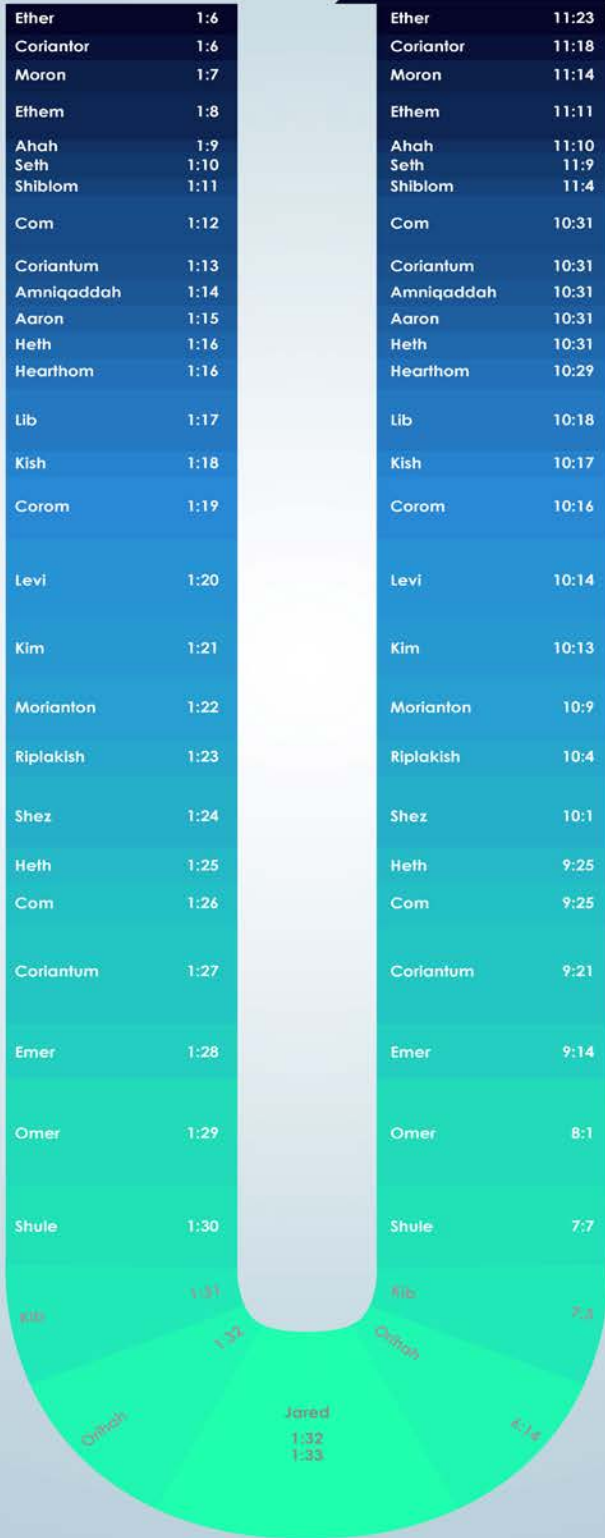 Ether 1:6 Ether 11:23
Coriantor 1:6 Coriantor 11:18
Moron 1:7 Moron 11:14
Ethem 1:8 Ethem 11:11
Ahah 1:9 Ahah 11:10
Seth 1:10 Seth 11:9
Shiblom 1:11 Shiblom 11:4
Com 1:12 Com 10:31
Coriantum 1:13 Coriantum 10:31
Amniqaddah 1:14 Amniqaddah 10:31
Aaron 1:15 Aaron 10:31
Heth 1:16 Heth 10:31
Hearthom 1:16 Hearthom 10:29
Lib 1:17 Lib 10:18
Kish 1:18 Kish 10:17
Corom 1:19 Corom 10:16
Levi 1:20 Levi 10:14
Kim 1:21 Kim 10:13
Morianton 1:22 Morianton 10:9
Riplakish 1:23 Riplakish 10:4
Shez 1:24 Shez 10:1
Heth 1:25 Heth 9:25
Com 1:26 Com 9:25
Coriantum 1:27 Coriantum 9:21
Emer 1:28 Emer 9:14
Omer 1:29 Omer 8:1
Shule 1:30 Shule 7:7
Kib 1:31 Kib 7:3
Orihah 1:32 Orihah 6:14
Jared
1:32
1:33